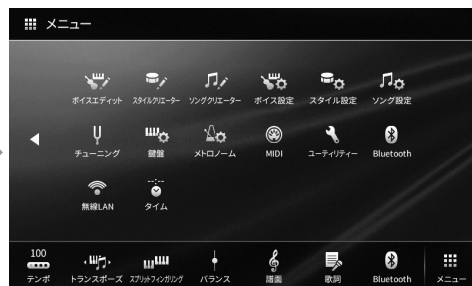 メニュー
ボイスエディット スタイルクリエーター ソングクリエーター ボイス設定 スタイル設定 ソング設定
チューニング 鍵盤 メトロノーム MIDI ユーティリティー Bluetooth
無線LAN タイム
100
テンポ トランスポーズ スプリットフィンガリング バランス 譜面 歌詞 Bluetooth メニュー